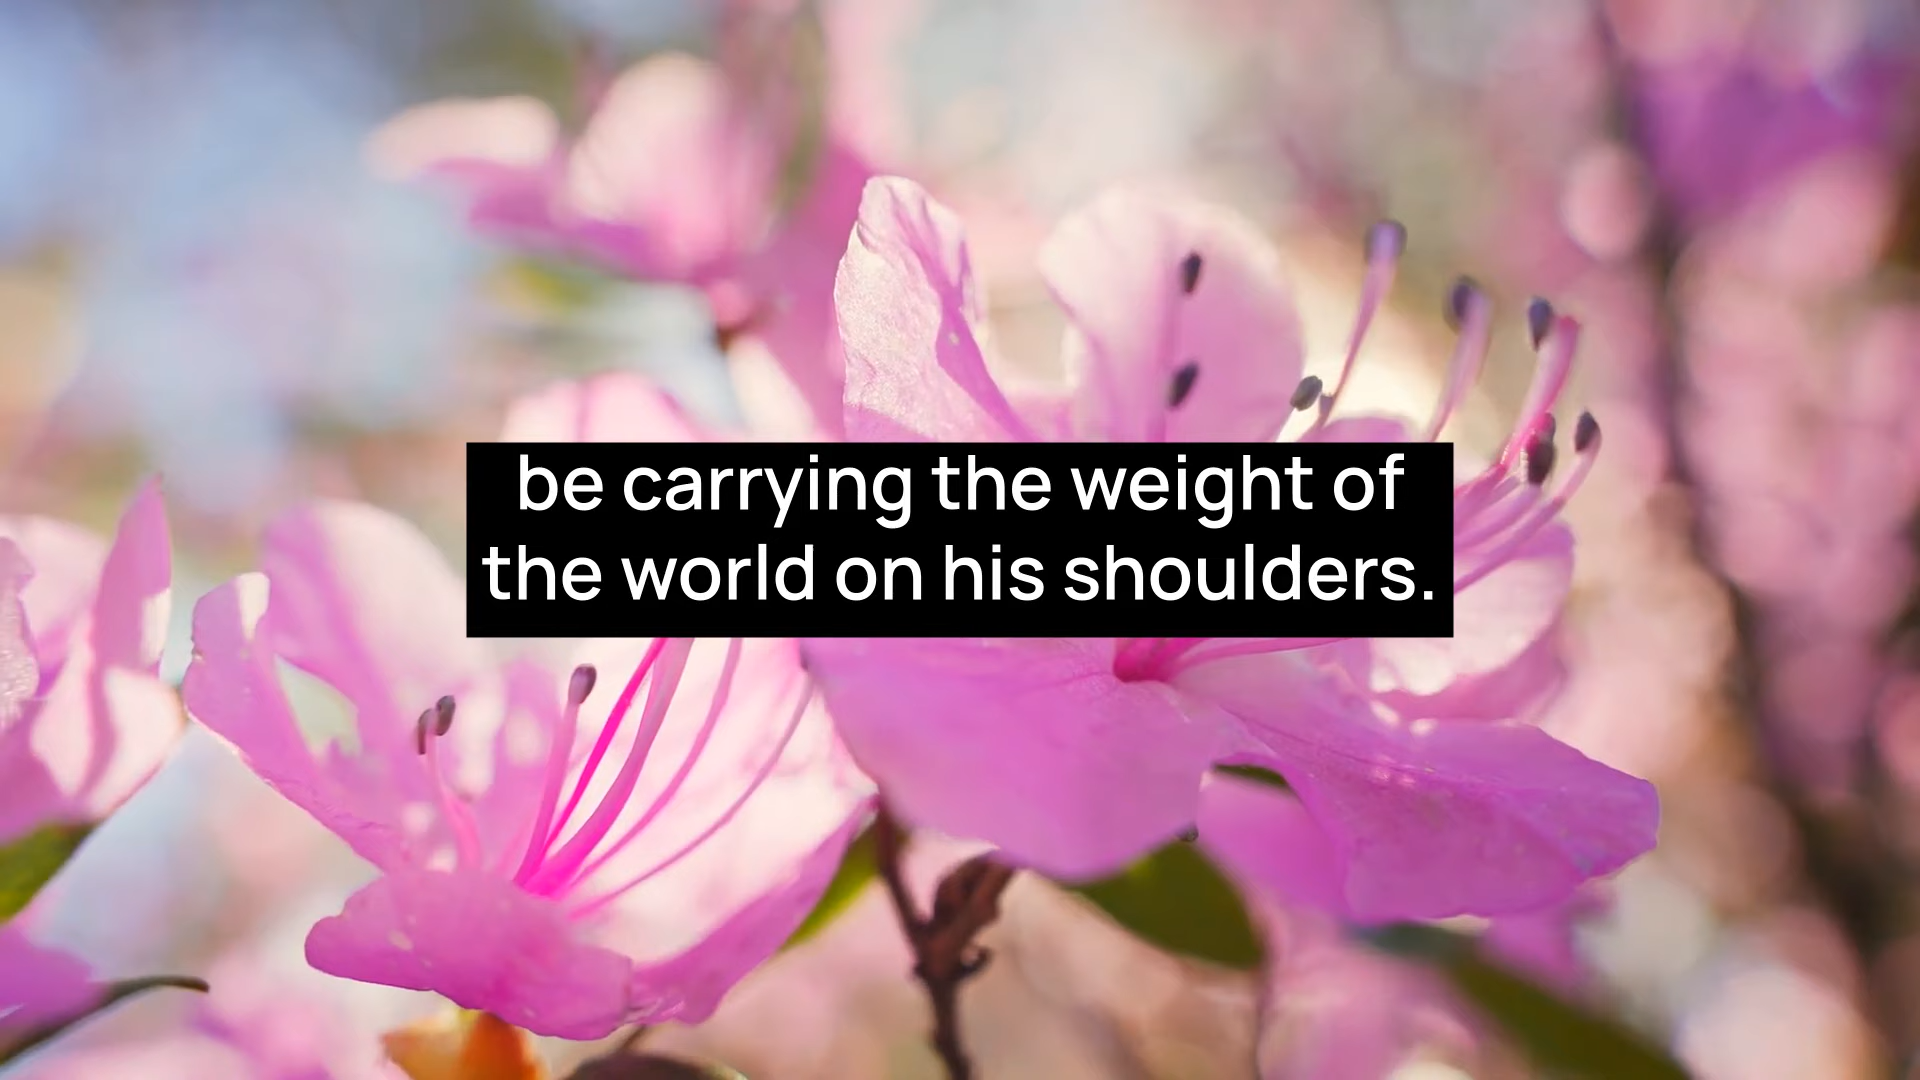 be carrying the weight of
the world on his shoulders.